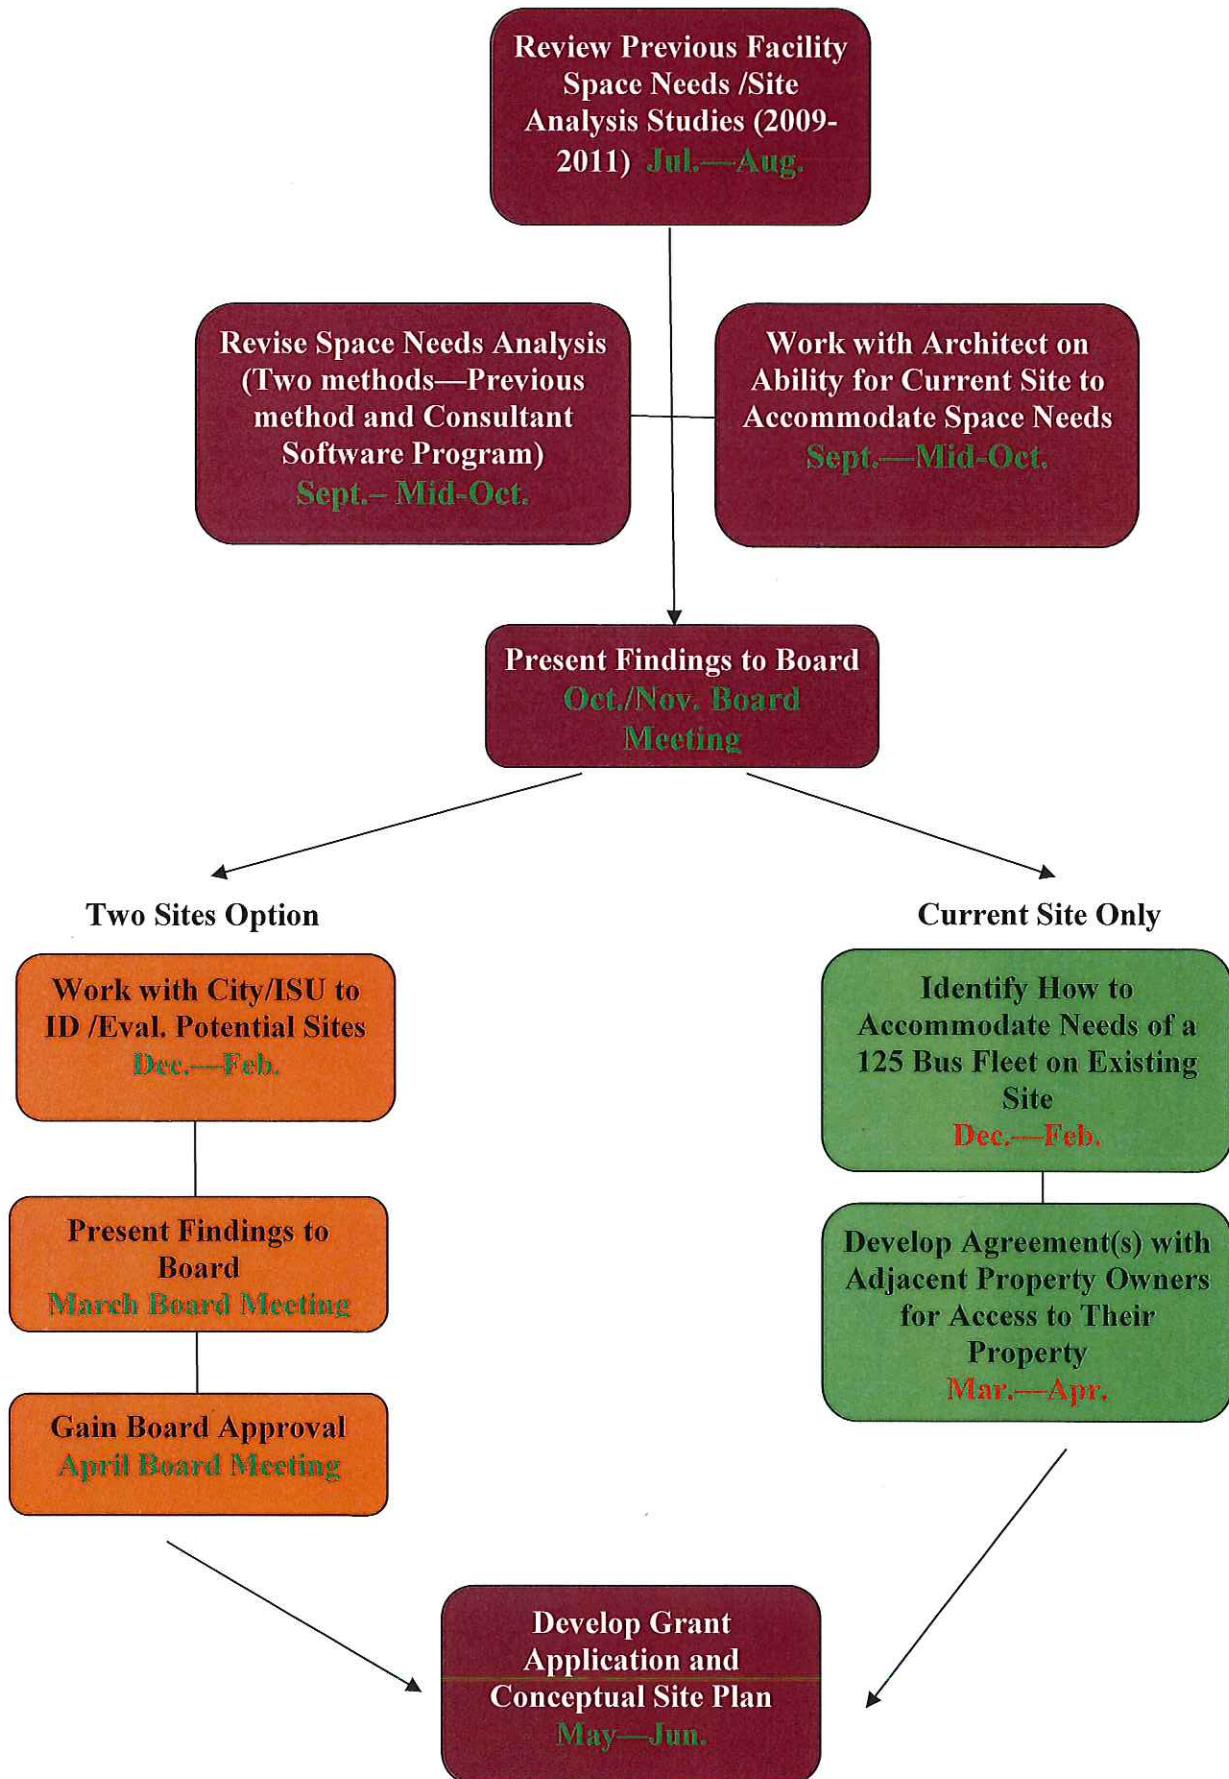 Review Previous Facility
Space Needs /Site
Analysis Studies (2009-
2011) Jul.—Aug.
Revise Space Needs Analysis
(Two methods—Previous
method and Consultant
Software Program)
Sept.– Mid-Oct.
Work with Architect on
Ability for Current Site to
Accommodate Space Needs
Sept.—Mid-Oct.
Present Findings to Board
Oct./Nov. Board
Meeting
Two Sites Option
Work with City/ISU to
ID /Eval. Potential Sites
Dec.—Feb.
Present Findings to
Board
March Board Meeting
Gain Board Approval
April Board Meeting
Current Site Only
Identify How to
Accommodate Needs of a
125 Bus Fleet on Existing
Site
Dec.—Feb.
Develop Agreement(s) with
Adjacent Property Owners
for Access to Their
Property
Mar.—Apr.
Develop Grant
Application and
Conceptual Site Plan
May—Jun.